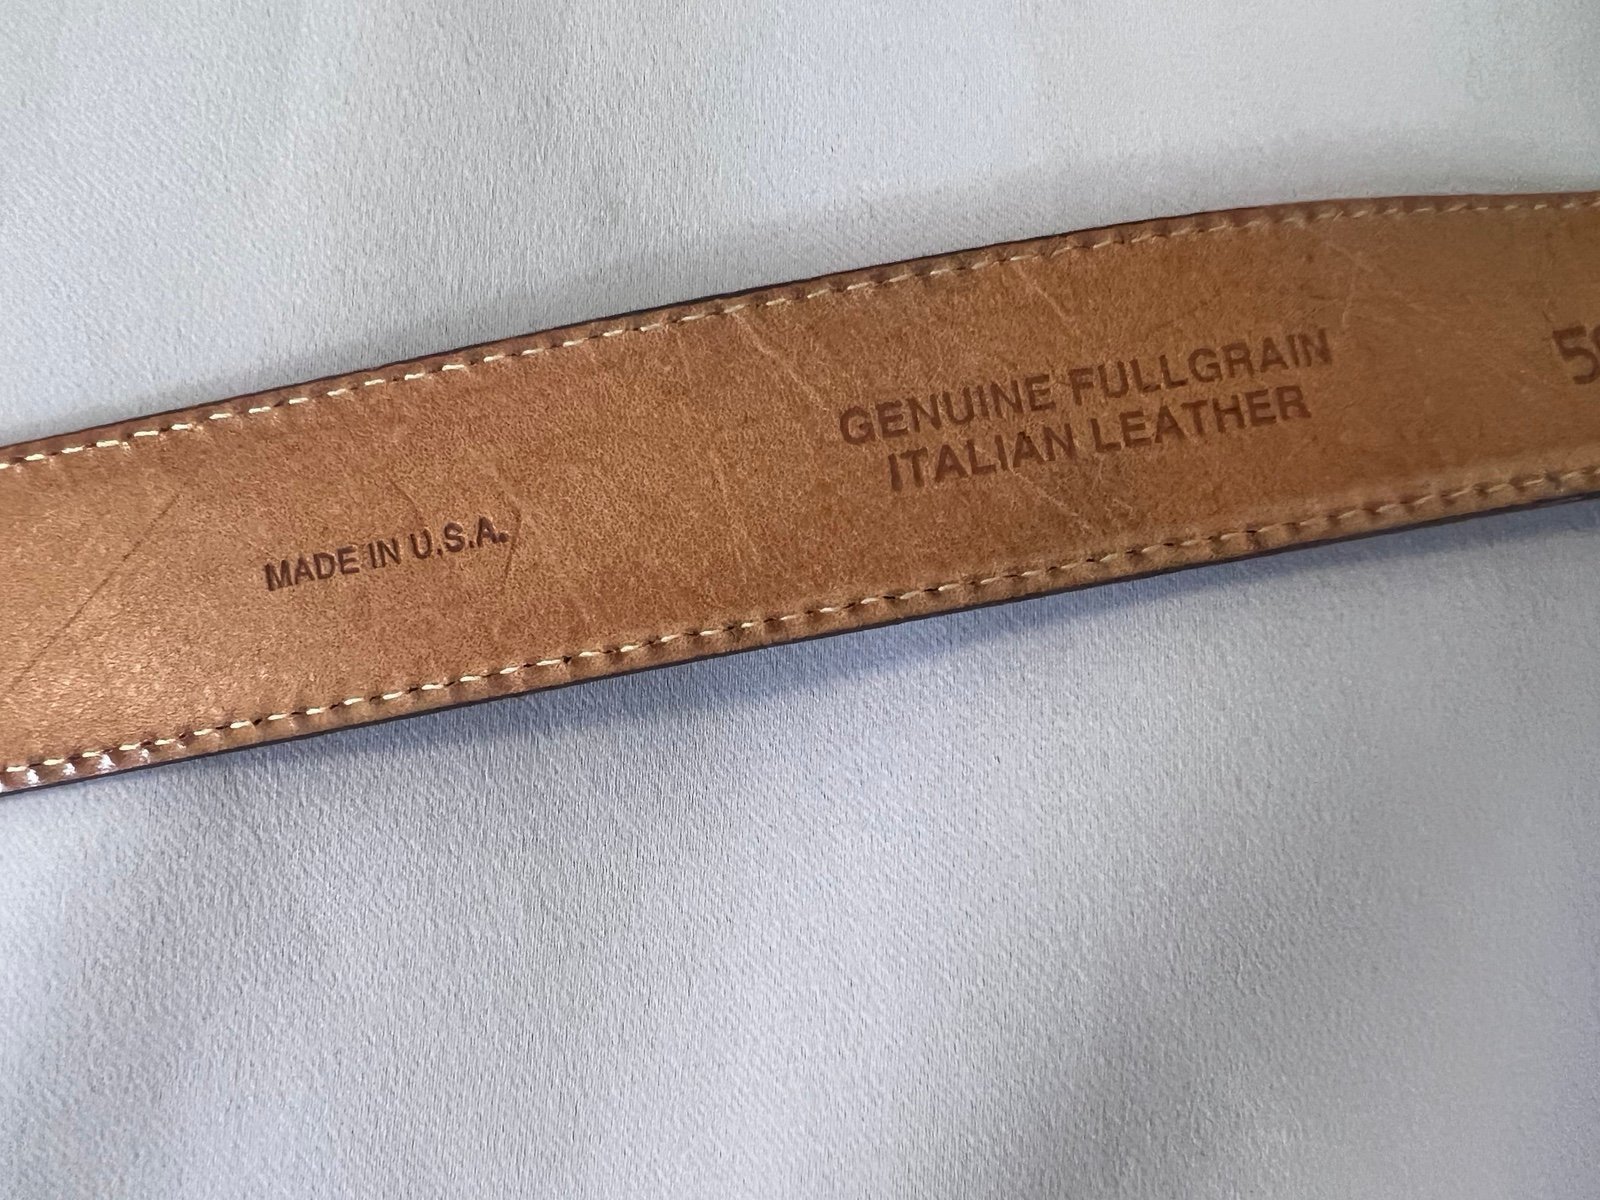 MADE IN U.S.A.
GENUINE FULLGRAIN
ITALIAN LEATHER